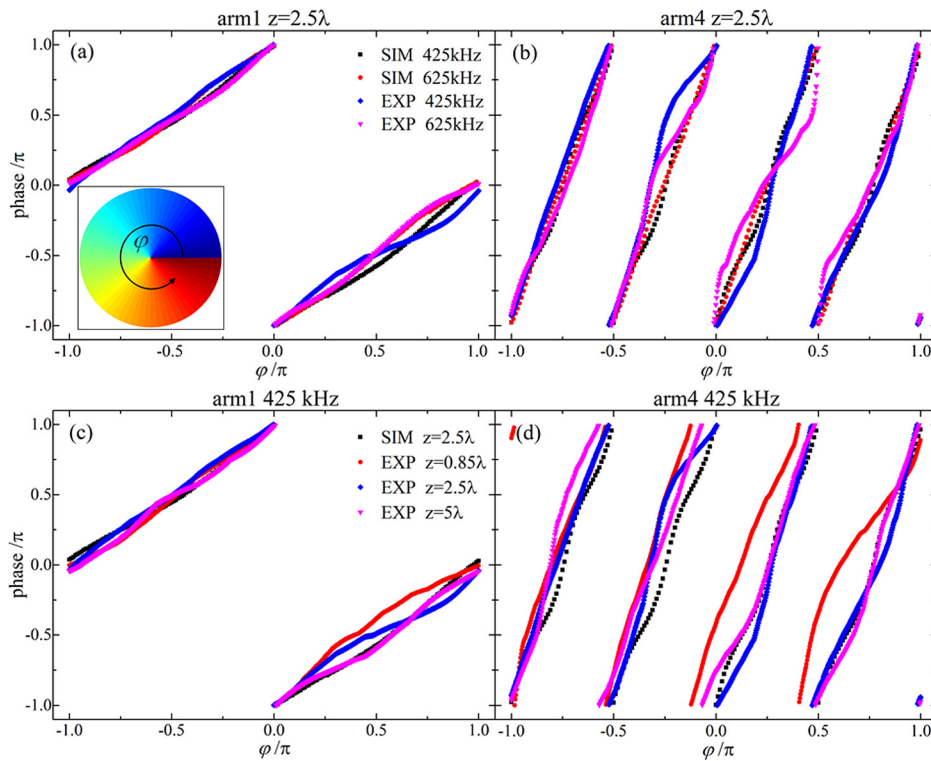 arm1 z=2.5λ
(a)
SIM 425kHz
SIM 625kHz
EXP 425kHz
EXP 625kHz
φ
phase /π
1.0
0.5
0.0
-0.5
-1.0
-1.0 -0.5 0.0 0.5 1.0
φ/π
arm4 z=2.5λ
(b)
-1.0 -0.5 0.0 0.5 1.0
φ/π
arm1 425 kHz
(c)
SIM z=2.5λ
EXP z=0.85λ
EXP z=2.5λ
EXP z=5λ
phase /π
1.0
0.5
0.0
-0.5
-1.0
-1.0 -0.5 0.0 0.5 1.0
φ/π
arm4 425 kHz
(d)
-1.0 -0.5 0.0 0.5 1.0
φ/π